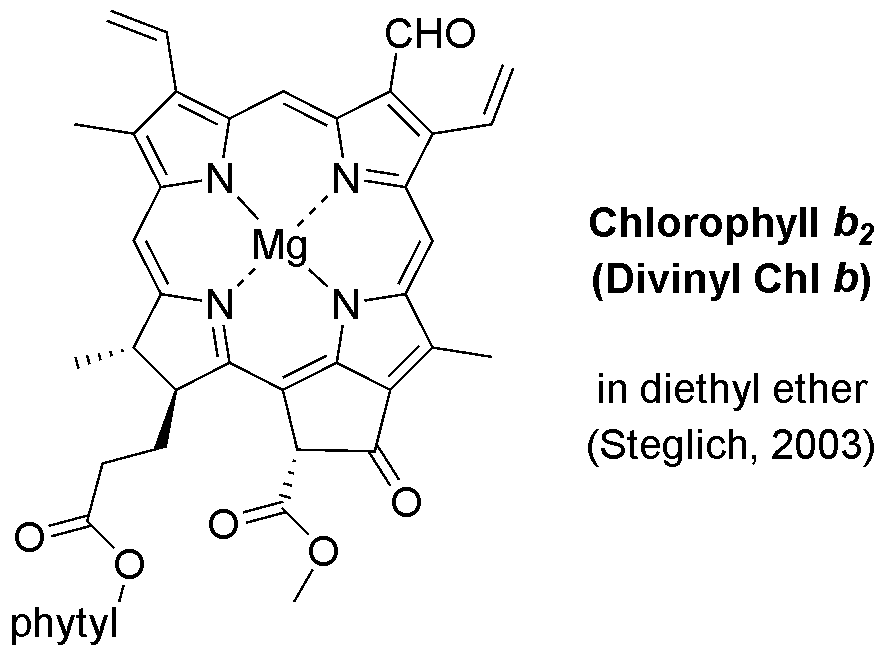 CHO
N
N
Mg
N
N
O
O
O
O
O
phytyl
Chlorophyll b2
(Divinyl Chl b)
in diethyl ether
(Steglich, 2003)